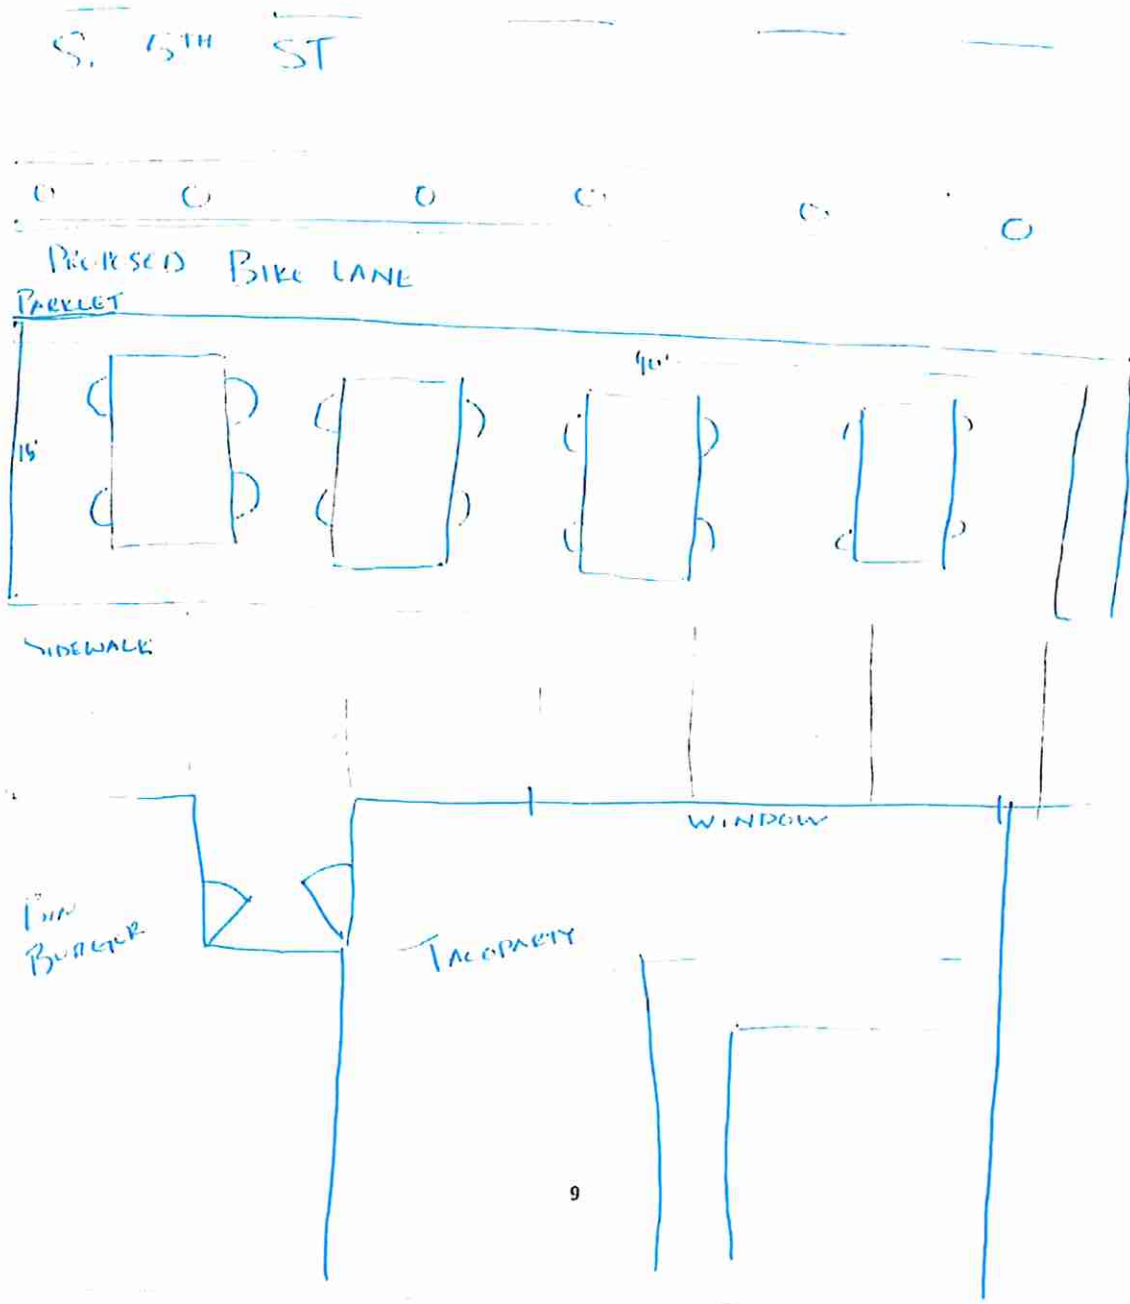 S. 15TH ST
PROPOSED BIKE LANE
PARKLET
40'
15'
SIDEWALK
WINDOW
BURGER
TACOPARTY
9